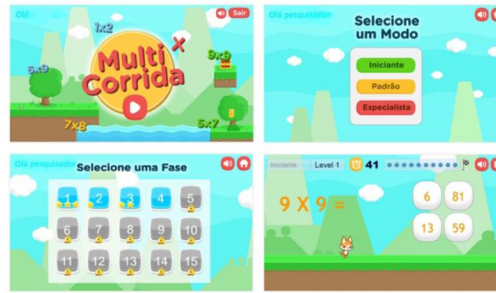 Olá pesquisador
Sair
1x2
6x9
9x9
Multi
Corrida
7x8
5x7
Olá pesquisador
Selecione
um Modo
Iniciante
Padrão
Especialista
Olá pesquisador
Selecione uma Fase
1 2 3 4 5
6 7 8 9 10
11 12 13 14 15
Iniciante Level 1 41
9 X 9 =
6 81
13 59